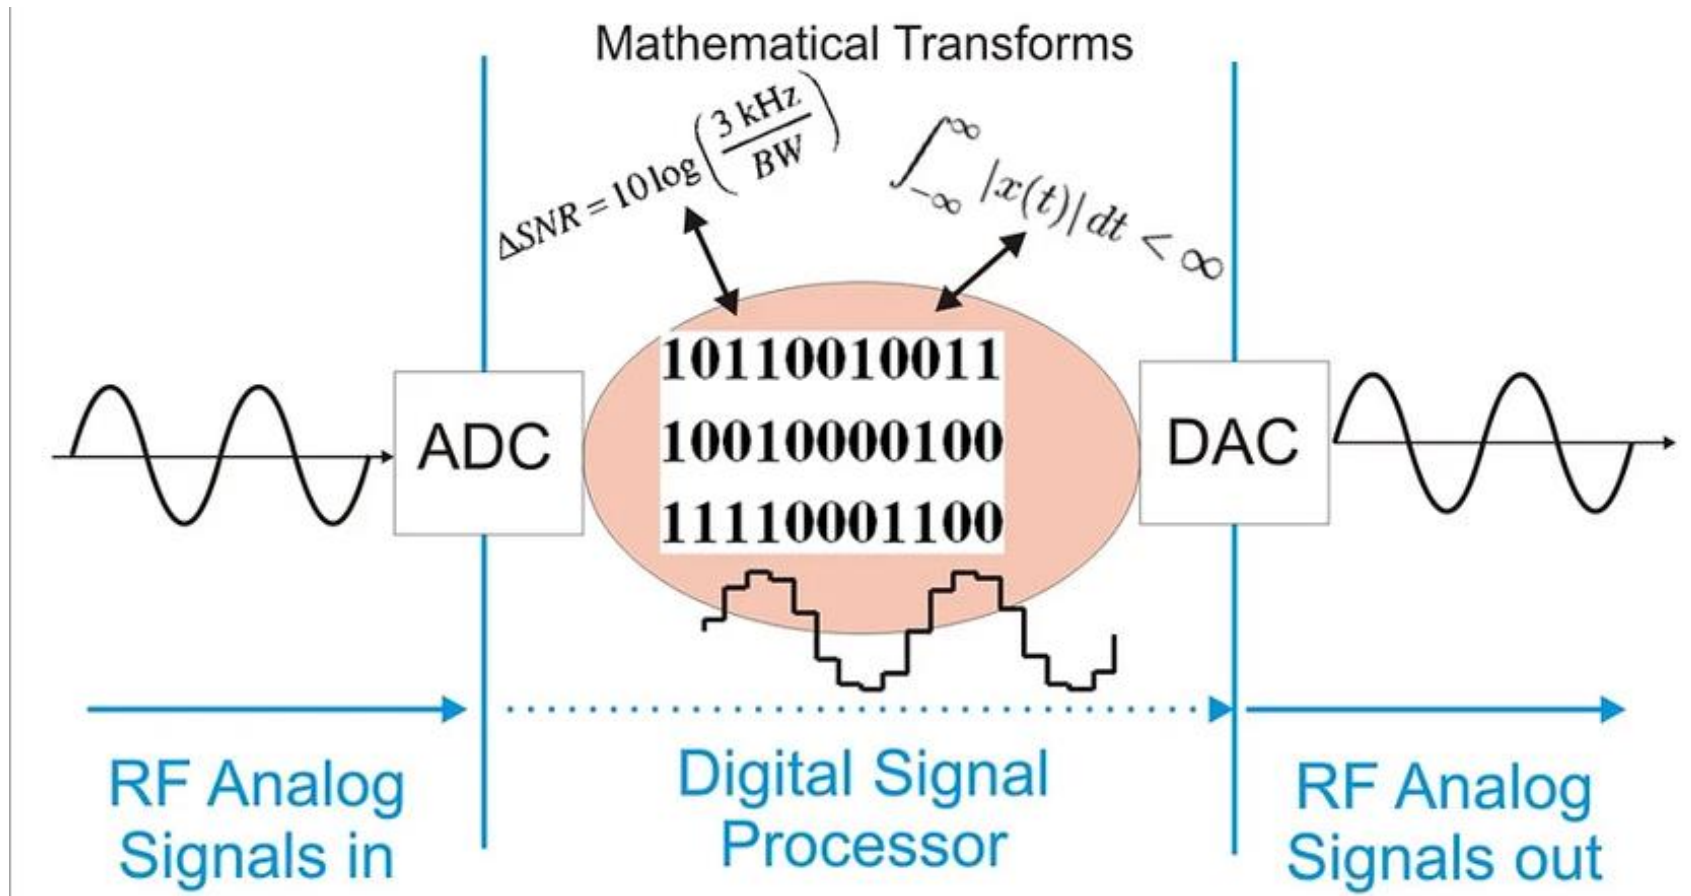 Mathematical Transforms
ΔSNR = 10 log(3 kHz / BW)
∫_{-∞}^{∞} |x(t)| dt < ∞
10110010011
10010000100
11110001100
ADC
DAC
RF Analog
Signals in
Digital Signal
Processor
RF Analog
Signals out